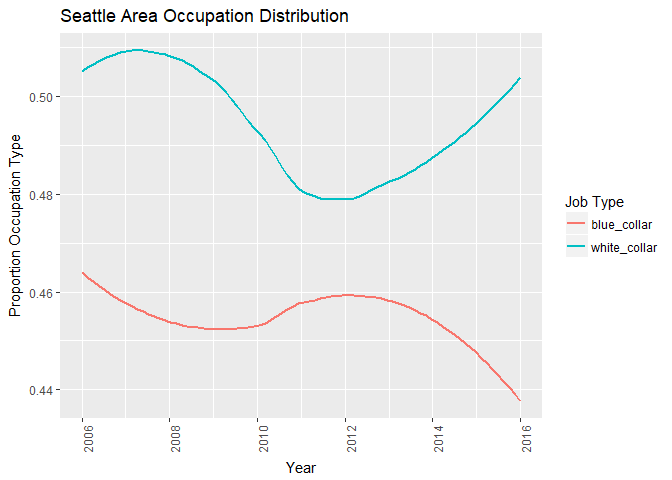 Seattle Area Occupation Distribution
Proportion Occupation Type
0.50
0.48
0.46
0.44
2006
2008
2010
2012
2014
2016
Year
Job Type
blue_collar
white_collar